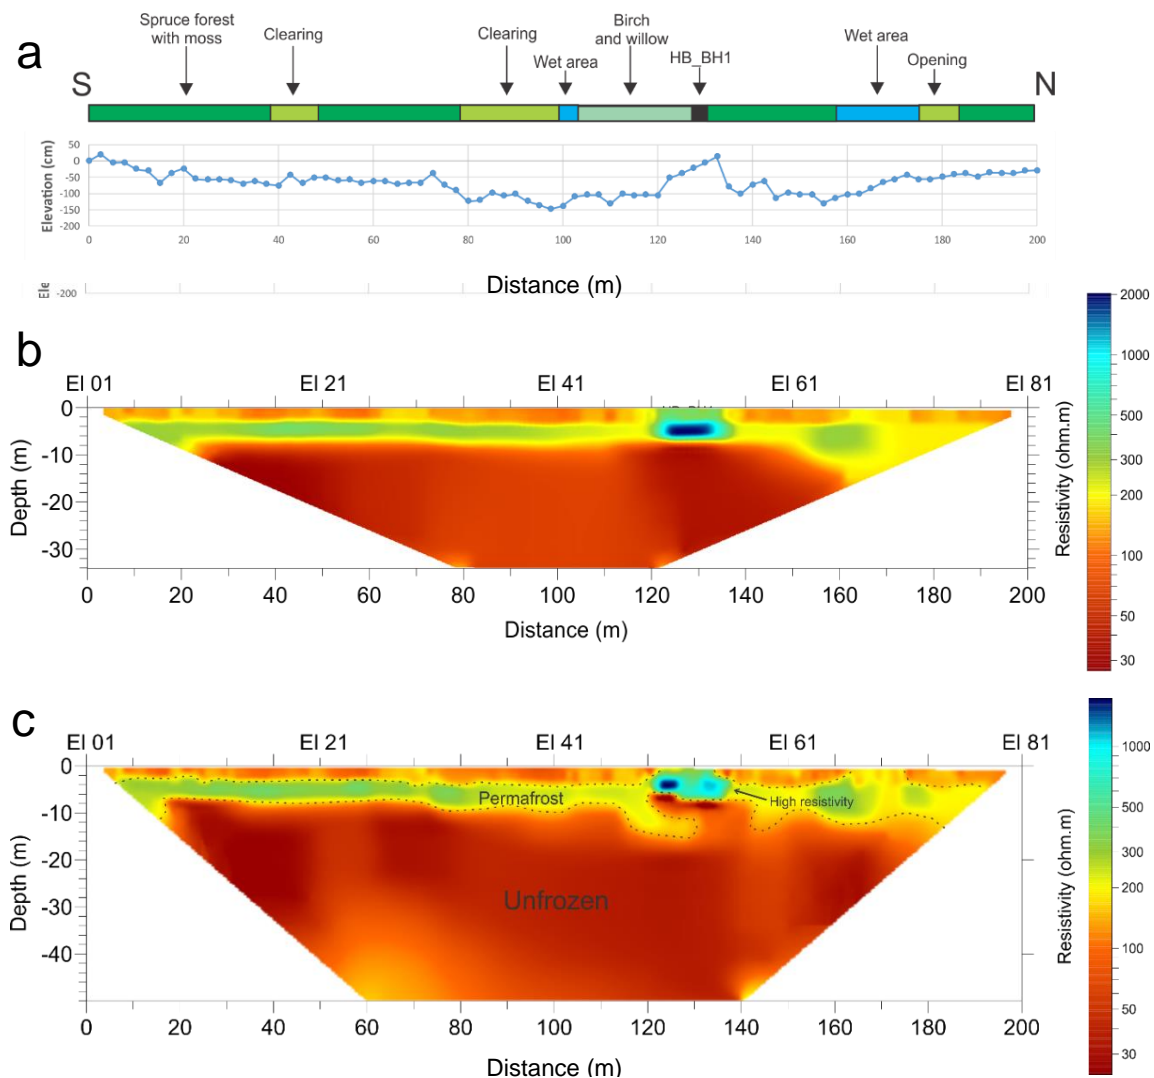 a
Spruce forest
with moss
Clearing
Clearing
Wet area
Birch
and willow
HB_BH1
Wet area
Opening
S
N
Elevation (cm)
50
0
-50
-100
-150
-200
0 20 40 60 80 100 120 140 160 180 200
Distance (m)
Ele
-200
b
El 01 El 21 El 41 El 61 El 81
Depth (m)
0
-10
-20
-30
0 20 40 60 80 100 120 140 160 180 200
Distance (m)
Resistivity (ohm.m)
2000
1000
500
300
200
100
50
30
c
El 01 El 21 El 41 El 61 El 81
Depth (m)
0
-10
-20
-30
-40
Permafrost
High resistivity
Unfrozen
0 20 40 60 80 100 120 140 160 180 200
Distance (m)
Resistivity (ohm.m)
1000
500
300
200
100
50
30